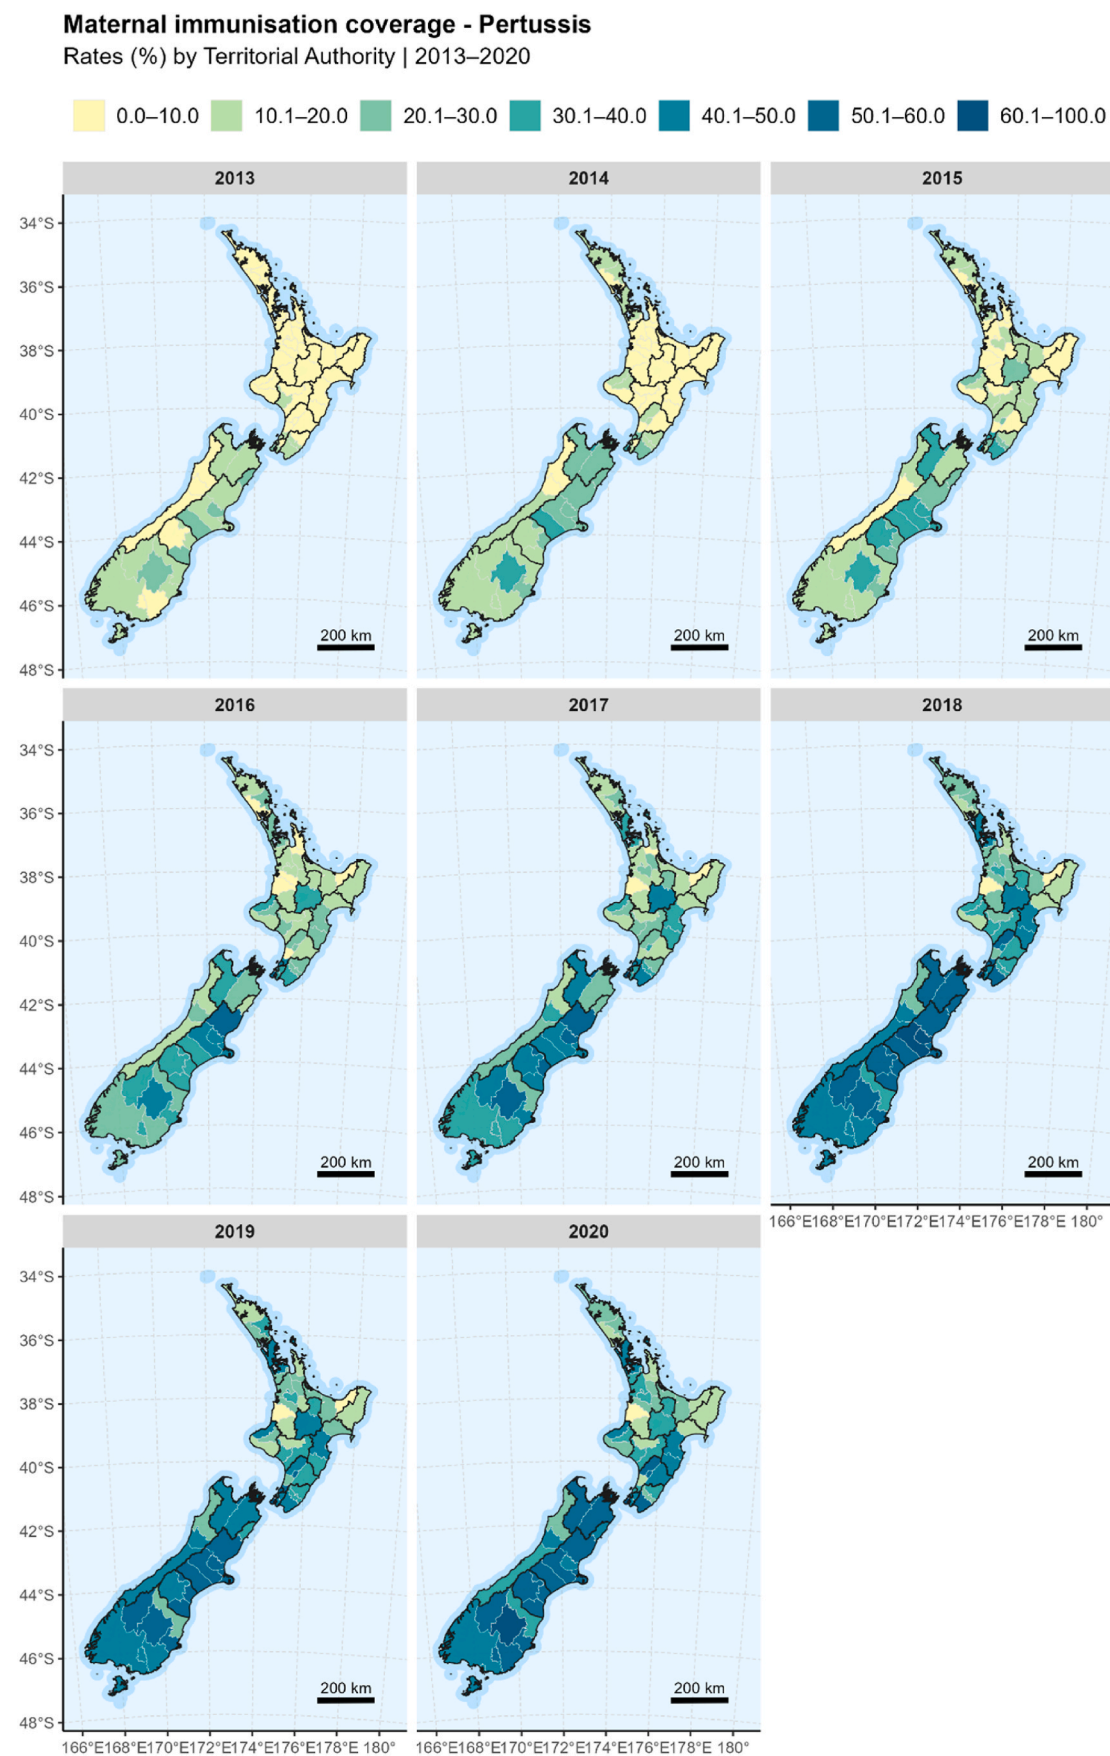 Maternal immunisation coverage - Pertussis
Rates (%) by Territorial Authority | 2013–2020
0.0–10.0 10.1–20.0 20.1–30.0 30.1–40.0 40.1–50.0 50.1–60.0 60.1–100.0
2013 2014 2015
34°S
36°S
38°S
40°S
42°S
44°S
46°S
200 km 200 km 200 km
48°S
2016 2017 2018
34°S
36°S
38°S
40°S
42°S
44°S
46°S
200 km 200 km 200 km
48°S
166°E168°E170°E172°E174°E176°E178°E 180°
2019 2020
34°S
36°S
38°S
40°S
42°S
44°S
46°S
200 km 200 km
48°S
166°E168°E170°E172°E174°E176°E178°E 180° 166°E168°E170°E172°E174°E176°E178°E 180°